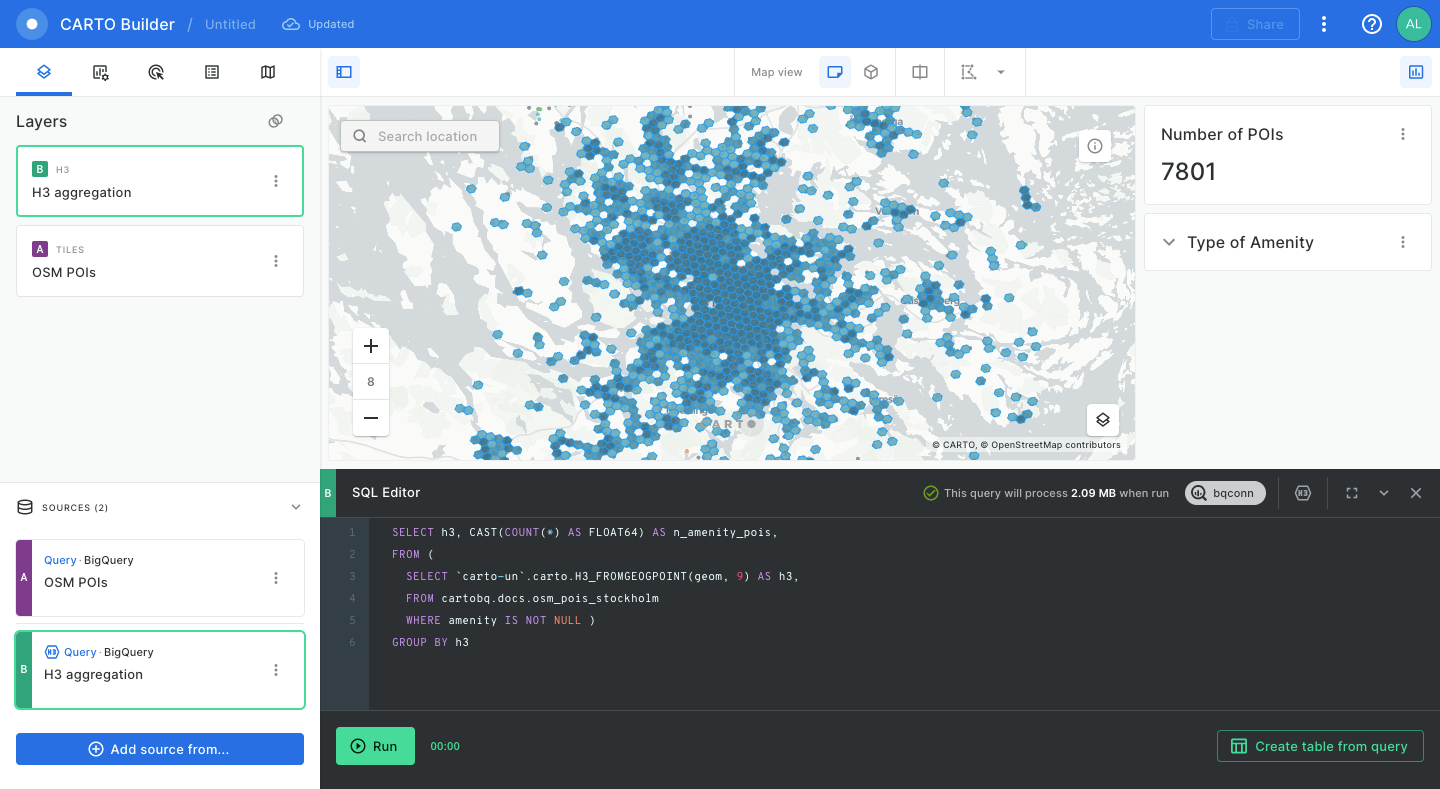 CARTO Builder / Untitled Updated
Share
AL
Map view
Layers
B H3
H3 aggregation
A TILES
OSM POIs
Search location
8
© CARTO, © OpenStreetMap contributors
Number of POIs
7801
Type of Amenity
SOURCES (2)
A
Query · BigQuery
OSM POIs
B
H3 Query · BigQuery
H3 aggregation
Add source from...
B
SQL Editor
This query will process 2.09 MB when run
bqconn
H3
1 SELECT h3, CAST(COUNT(*) AS FLOAT64) AS n_amenity_pois,
2 FROM (
3 SELECT `carto-un`.carto.H3_FROMGEOGPOINT(geom, 9) AS h3,
4 FROM cartobq.docs.osm_pois_stockholm
5 WHERE amenity IS NOT NULL )
6 GROUP BY h3
Run
00:00
Create table from query